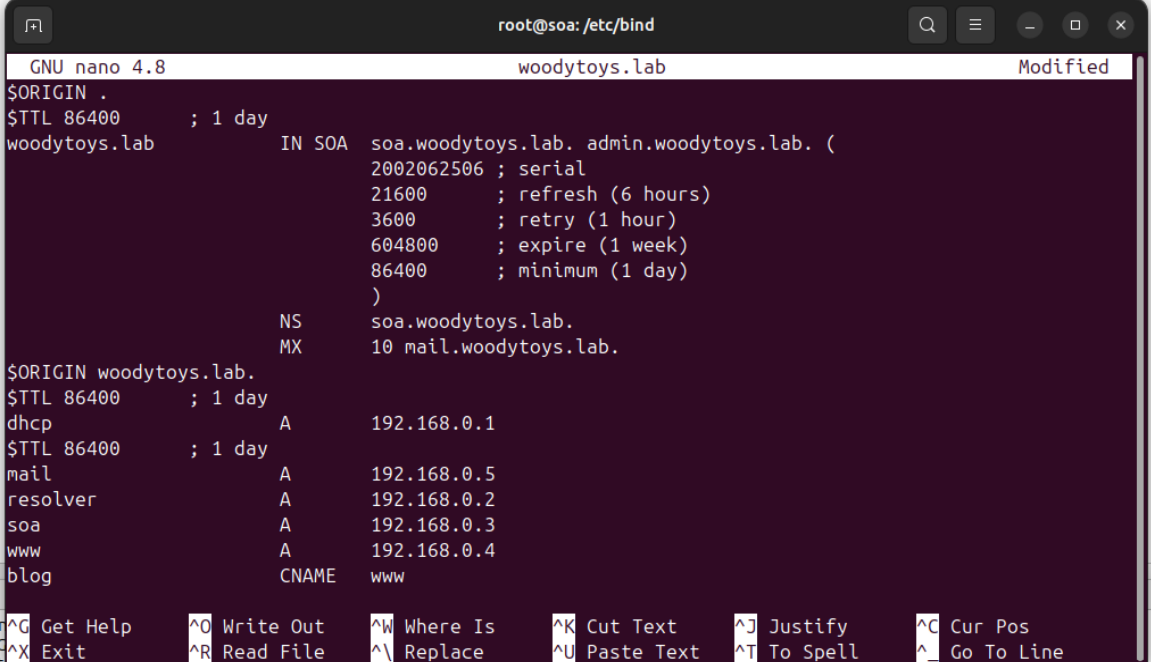 root@soa: /etc/bind
GNU nano 4.8 woodytoys.lab Modified
$ORIGIN .
$TTL 86400 ; 1 day
woodytoys.lab IN SOA soa.woodytoys.lab. admin.woodytoys.lab. (
2002062506 ; serial
21600 ; refresh (6 hours)
3600 ; retry (1 hour)
604800 ; expire (1 week)
86400 ; minimum (1 day)
)
NS soa.woodytoys.lab.
MX 10 mail.woodytoys.lab.
$ORIGIN woodytoys.lab.
$TTL 86400 ; 1 day
dhcp A 192.168.0.1
$TTL 86400 ; 1 day
mail A 192.168.0.5
resolver A 192.168.0.2
soa A 192.168.0.3
www A 192.168.0.4
blog CNAME www
^G Get Help ^O Write Out ^W Where Is ^K Cut Text ^J Justify ^C Cur Pos
^X Exit ^R Read File ^\ Replace ^U Paste Text ^T To Spell ^_ Go To Line